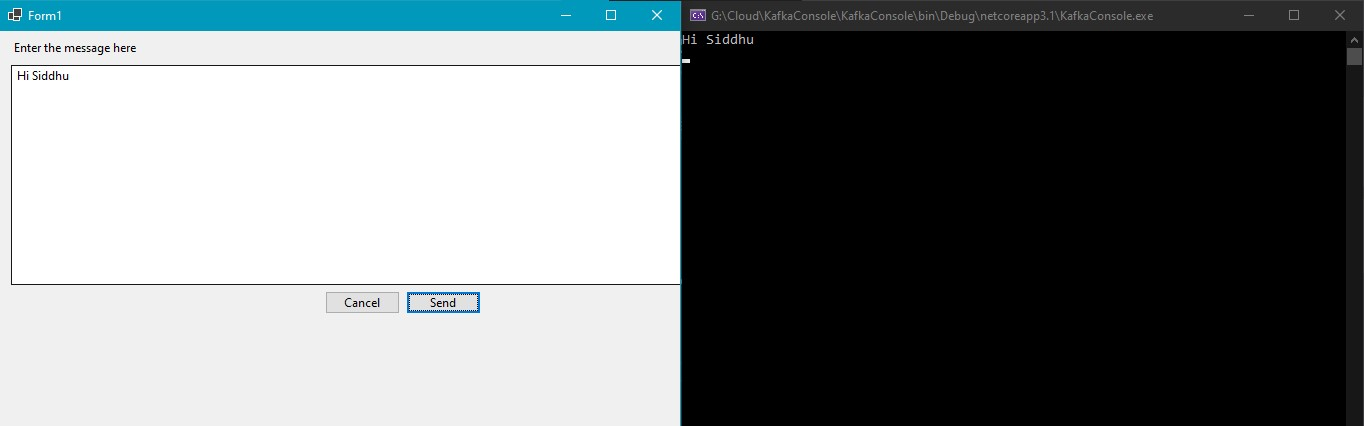 Form1
Enter the message here
Hi Siddhu
Cancel
Send
G:\Cloud\KafkaConsole\KafkaConsole\bin\Debug\netcoreapp3.1\KafkaConsole.exe
Hi Siddhu